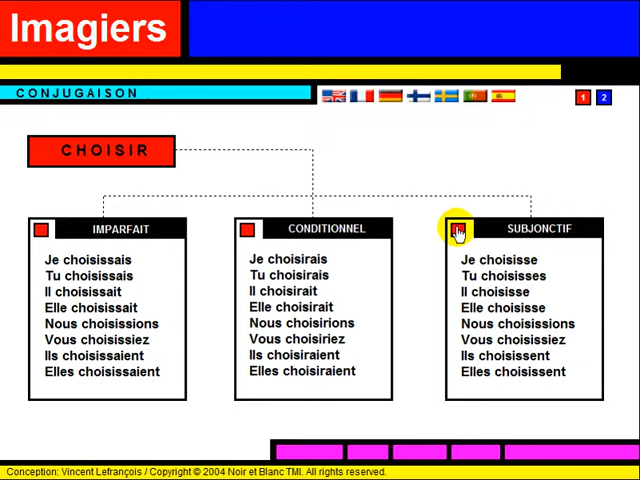 Imagiers
CONJUGAISON
1 2
CHOISIR
IMPARFAIT
Je choisissais
Tu choisissais
Il choisissait
Elle choisissait
Nous choisissions
Vous choisissiez
Ils choisissaient
Elles choisissaient
CONDITIONNEL
Je choisirais
Tu choisirais
Il choisirait
Elle choisirait
Nous choisirions
Vous choisiriez
Ils choisiraient
Elles choisiraient
SUBJONCTIF
Je choisisse
Tu choisisses
Il choisisse
Elle choisisse
Nous choisissions
Vous choisissiez
Ils choisissent
Elles choisissent
Conception: Vincent Lefrançois / Copyright © 2004 Noir et Blanc TMI. All rights reserved.